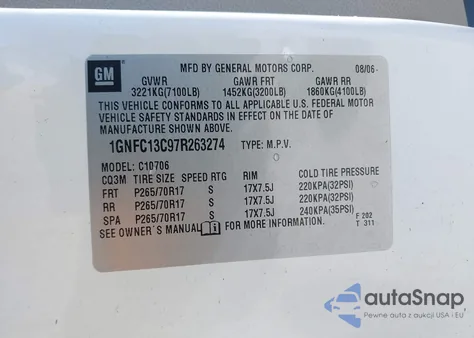 GM
MFD BY GENERAL MOTORS CORP. 08/06
GVWR GAWR FRT GAWR RR
3221KG(7100LB) 1452KG(3200LB) 1860KG(4100LB)
THIS VEHICLE CONFORMS TO ALL APPLICABLE U.S. FEDERAL MOTOR
VEHICLE SAFETY STANDARDS IN EFFECT ON THE DATE OF
MANUFACTURE SHOWN ABOVE.
1GNFC13C97R263274 TYPE: M.P.V.
MODEL: C10706
CQ3M TIRE SIZE SPEED RTG RIM COLD TIRE PRESSURE
FRT P265/70R17 S 17X7.5J 220KPA(32PSI)
RR P265/70R17 S 17X7.5J 220KPA(32PSI)
SPA P265/70R17 S 17X7.5J 240KPA(35PSI)
SEE OWNER'S MANUAL FOR MORE INFORMATION. F 202
T 311
autoSnap
Pewne auta z aukcji USA i EU